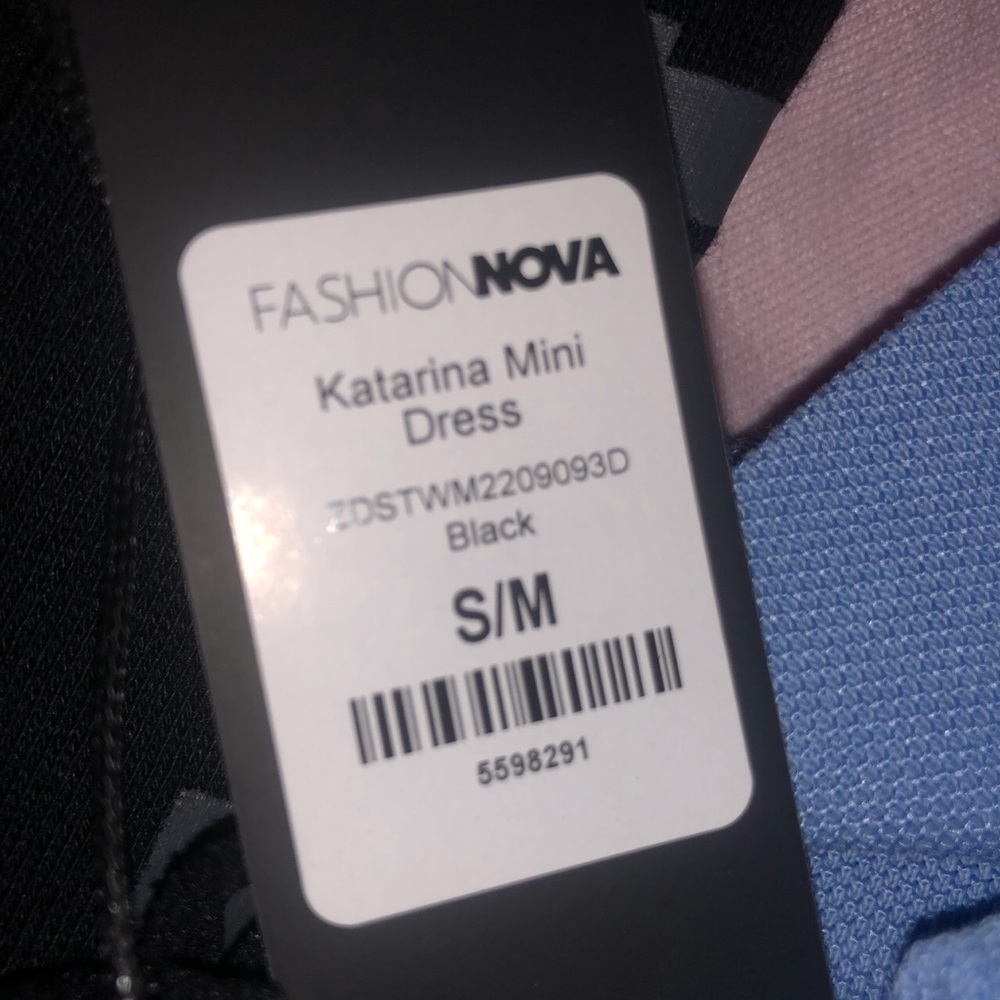 FASHIONNOVA
Katarina Mini
Dress
ZDSTWM2209093D
Black
S/M
5598291